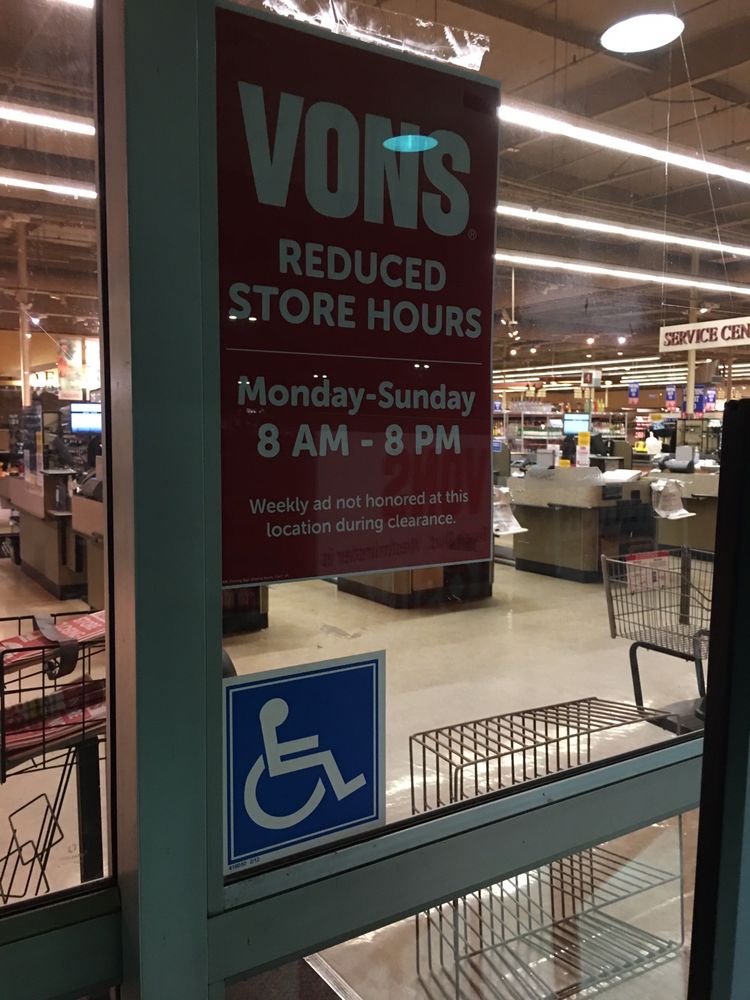 VONS®
REDUCED
STORE HOURS
Monday-Sunday
8 AM - 8 PM
Weekly ad not honored at this
location during clearance.
SERVICE CEN